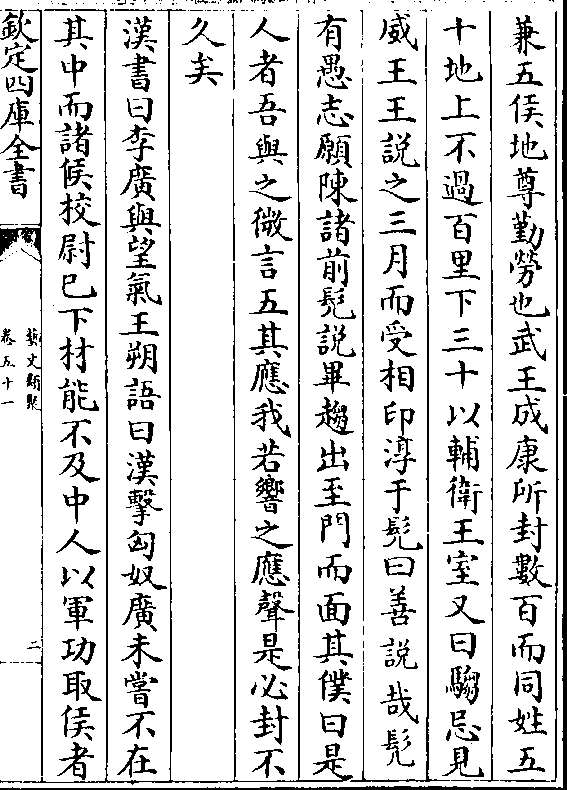 兼五侯地尊勤勞也武王成康所封數百而同姓五
十地上不過百里下三十以輔衛王室又曰騶忌見
威王王說之三月而受相印淳于髡曰善説哉髡
有愚志願陳諸前髡説畢趨出至門而面其僕曰是
人者吾與之微言五其應我若響之應聲是必封不
久矣
漢書曰李廣與望氣王朔語曰漢擊匈奴廣未嘗不在
其中而諸侯校尉已下材能不及中人以軍功取侯者
欽定四庫全書
藝文類聚
卷五十一
二